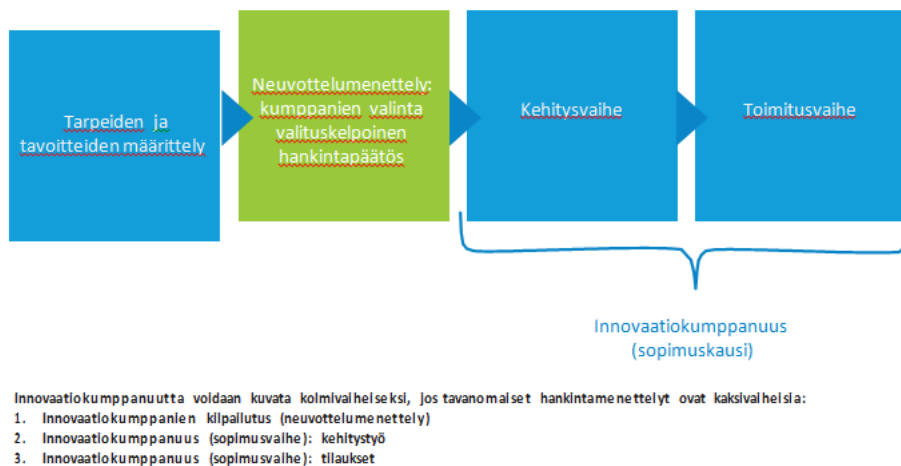 Tarpeiden ja
tavoitteiden määrittely
Neuvottelumenettely:
kumppanien valinta
valituskelpoinen
hankintapäätös
Kehitysvaihe
Toimitusvaihe
Innovaatiokumppanuus
(sopimuskausi)
Innovaatiokumppanuutta voidaan kuvata kolmivaiheiseksi, jos tavanomaiset hankintamenettelyt ovat kaksivaiheisia:
1. Innovaatiokumppanien kilpailutus (neuvottelumenettely)
2. Innovaatiokumppanuus (sopimusvaihe): kehitystyö
3. Innovaatiokumppanuus (sopimusvaihe): tilaukset